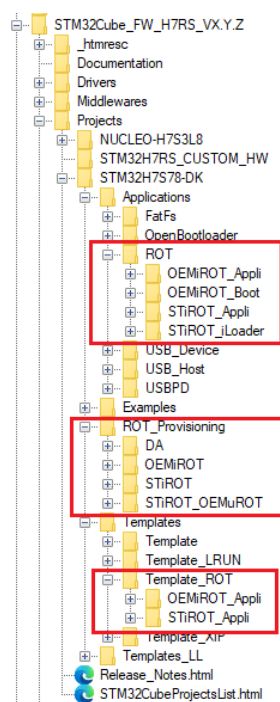 STM32Cube_FW_H7RS_VX.Y.Z
_htmresc
Documentation
Drivers
Middlewares
Projects
NUCLEO-H7S3L8
STM32H7RS_CUSTOM_HW
STM32H7S78-DK
Applications
FatFs
OpenBootloader
ROT
OEMiROT_Appli
OEMiROT_Boot
STiROT_Appli
STiROT_iLoader
USB_Device
USB_Host
USBPD
Examples
ROT_Provisioning
DA
OEMiROT
STiROT
STiROT_OEMuROT
Templates
Template
Template_LRUN
Template_ROT
OEMiROT_Appli
STiROT_Appli
Template_XIP
Templates_LL
Release_Notes.html
STM32CubeProjectsList.html